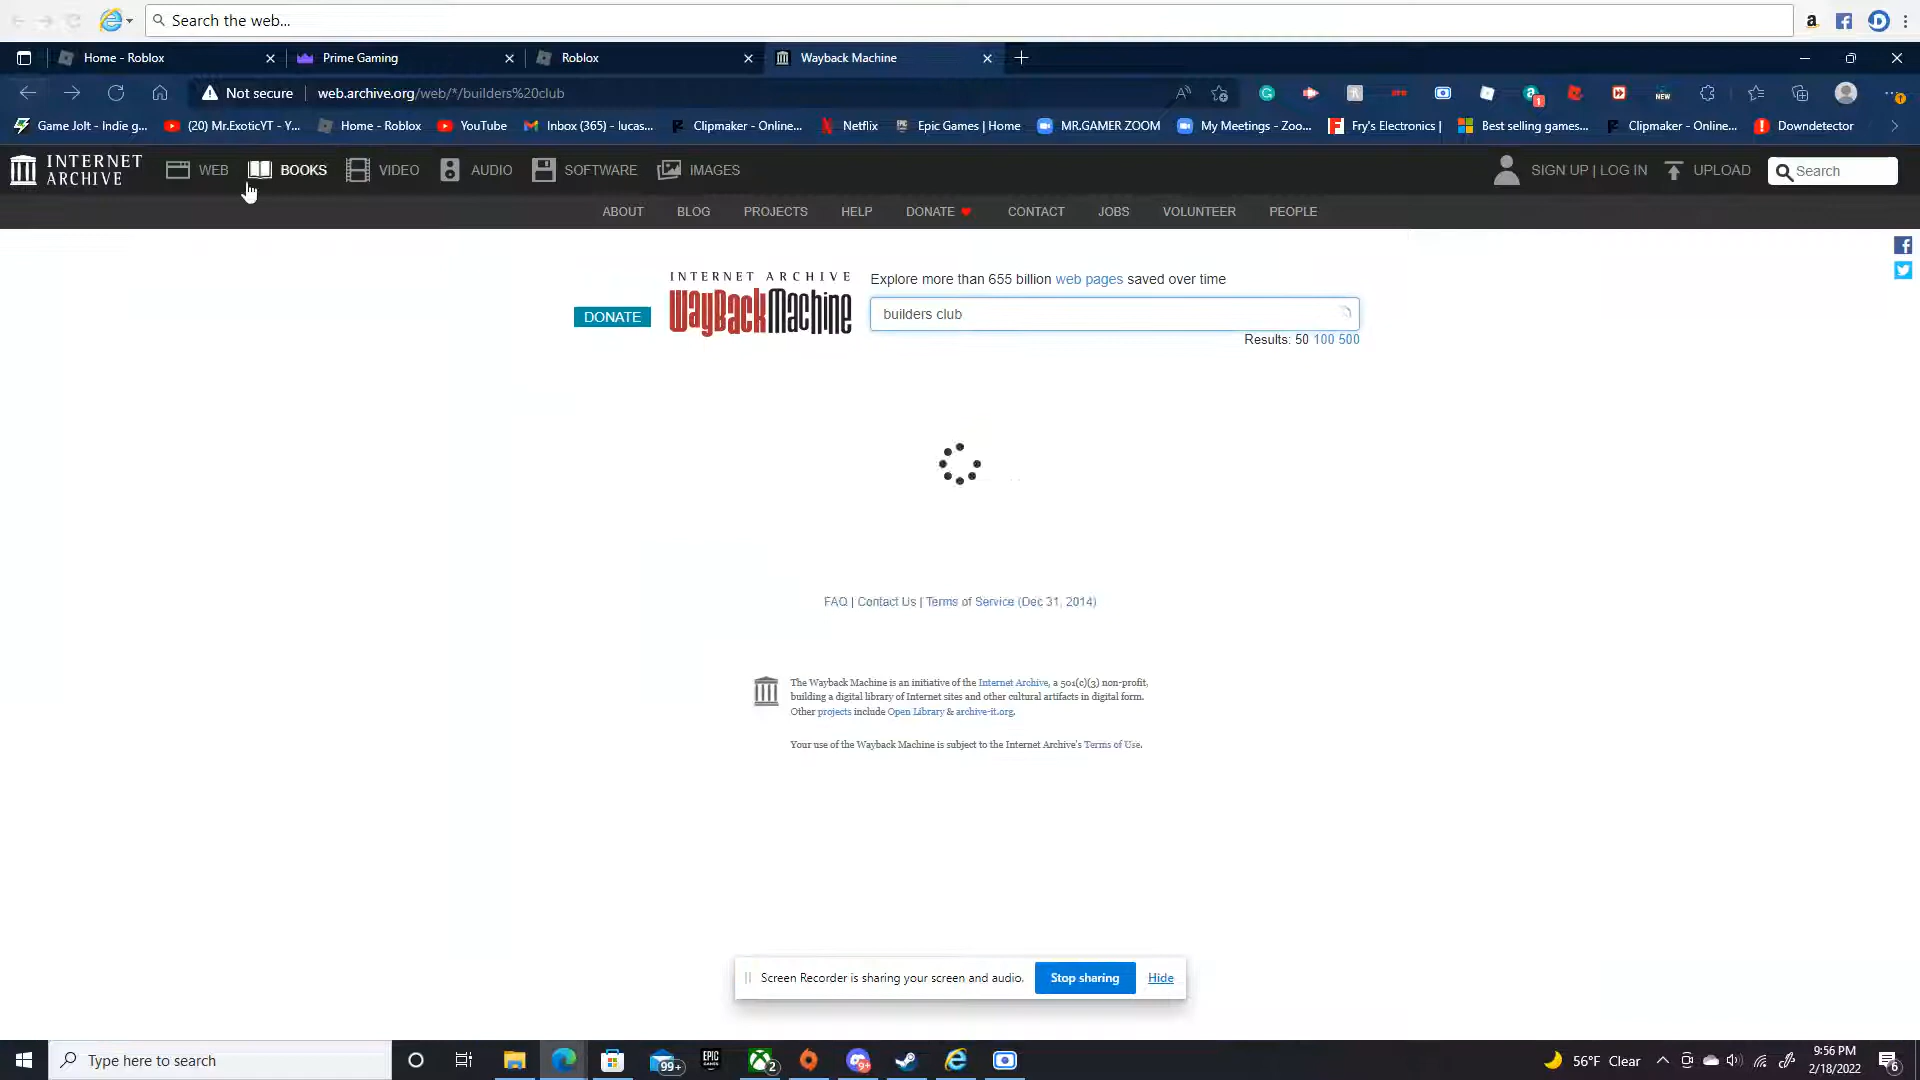 Search the web...
a
Home - Roblox
Prime Gaming
Roblox
Wayback Machine
Not secure
web.archive.org/web/*/builders%20club
NEW
1
Game Jolt - Indie g...
(20) Mr.ExoticYT - Y...
Home - Roblox
YouTube
Inbox (365) - lucas...
Clipmaker - Online...
Netflix
Epic Games | Home
MR.GAMER ZOOM
My Meetings - Zoo...
Fry's Electronics |
Best selling games...
Clipmaker - Online...
Downdetector
INTERNET ARCHIVE
WEB
BOOKS
VIDEO
AUDIO
SOFTWARE
IMAGES
SIGN UP | LOG IN
UPLOAD
Search
ABOUT
BLOG
PROJECTS
HELP
DONATE
CONTACT
JOBS
VOLUNTEER
PEOPLE
DONATE
INTERNET ARCHIVE
WayBackMachine
Explore more than 655 billion web pages saved over time
builders club
Results: 50 100 500
FAQ | Contact Us | Terms of Service (Dec 31, 2014)
The Wayback Machine is an initiative of the Internet Archive, a 501(c)(3) non-profit,
building a digital library of Internet sites and other cultural artifacts in digital form.
Other projects include Open Library & archive-it.org.
Your use of the Wayback Machine is subject to the Internet Archive's Terms of Use.
Screen Recorder is sharing your screen and audio.
Stop sharing
Hide
Type here to search
99+
EPIC
2
9+
56°F Clear
9:56 PM
2/18/2022
6